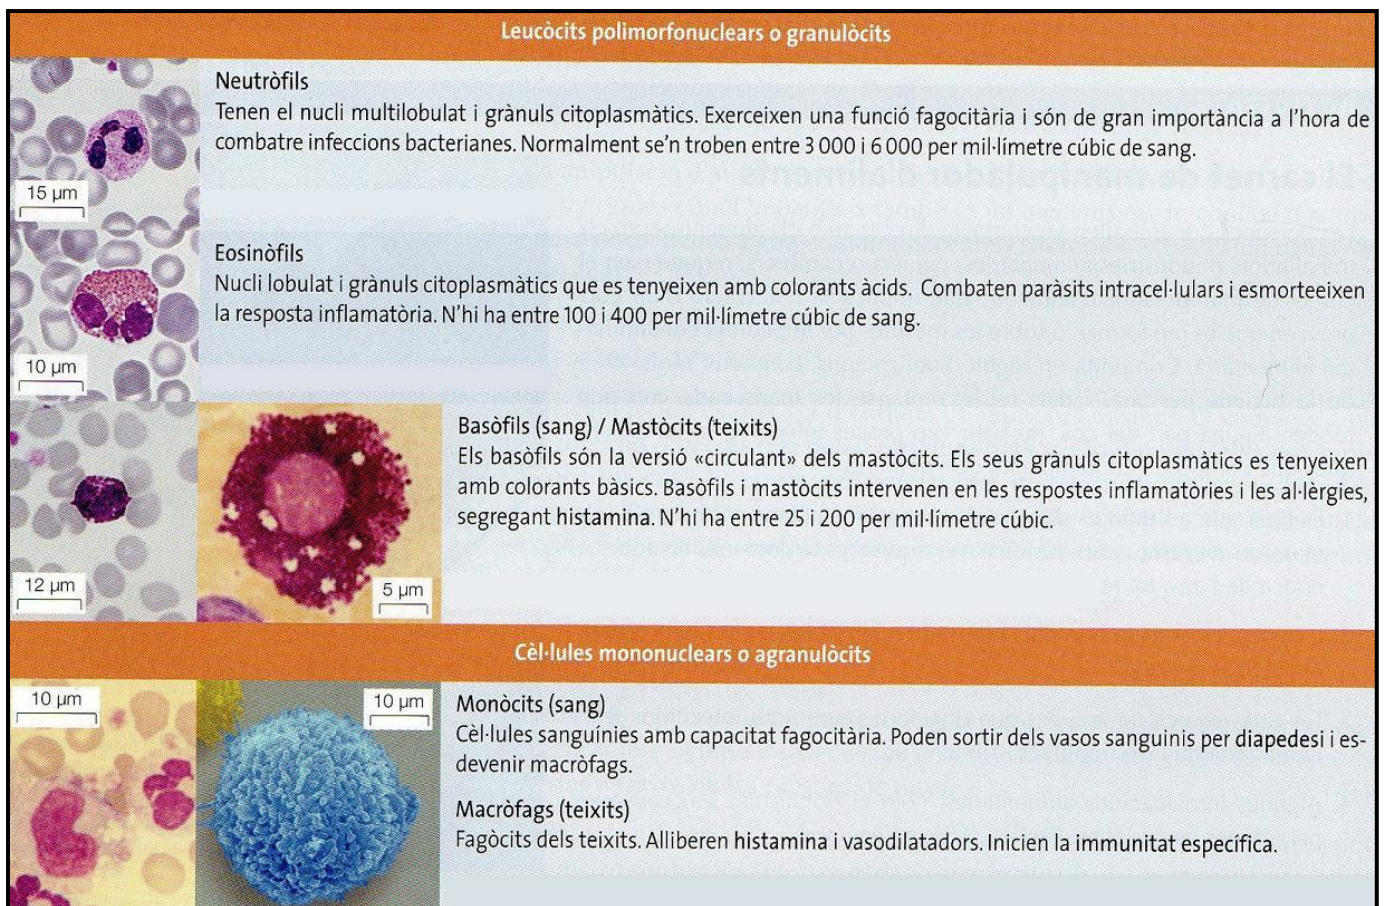 Leucòcits polimorfonuclears o granulòcits
Neutròfils
Tenen el nucli multilobulat i grànuls citoplasmàtics. Exerceixen una funció fagocitària i són de gran importància a l'hora de
combatre infeccions bacterianes. Normalment se'n troben entre 3 000 i 6 000 per mil·límetre cúbic de sang.
15 µm
Eosinòfils
Nucli lobulat i grànuls citoplasmàtics que es tenyeixen amb colorants àcids. Combaten paràsits intracel·lulars i esmorteeixen
la resposta inflamatòria. N'hi ha entre 100 i 400 per mil·límetre cúbic de sang.
10 µm
Basòfils (sang) / Mastòcits (teixits)
Els basòfils són la versió «circulant» dels mastòcits. Els seus grànuls citoplasmàtics es tenyeixen
amb colorants bàsics. Basòfils i mastòcits intervenen en les respostes inflamatòries i les al·lèrgies,
segregant histamina. N'hi ha entre 25 i 200 per mil·límetre cúbic.
12 µm
5 µm
Cèl·lules mononuclears o agranulòcits
10 µm
10 µm
Monòcits (sang)
Cèl·lules sanguínies amb capacitat fagocitària. Poden sortir dels vasos sanguinis per diapedesi i es-
devenir macròfags.
Macròfags (teixits)
Fagòcits dels teixits. Alliberen histamina i vasodilatadors. Inicien la immunitat específica.